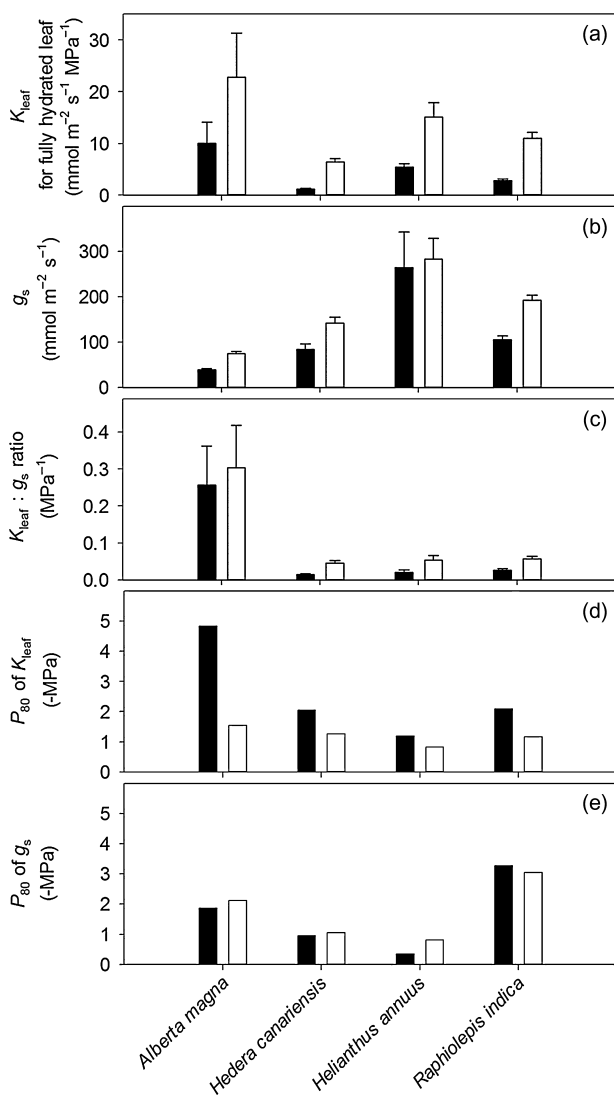 (a)
K_leaf
for fully hydrated leaf
(mmol m⁻² s⁻¹ MPa⁻¹)
30
20
10
0
(b)
g_s
(mmol m⁻² s⁻¹)
300
200
100
0
(c)
K_leaf : g_s ratio
(MPa⁻¹)
0.4
0.3
0.2
0.1
0.0
(d)
P₈₀ of K_leaf
(-MPa)
5
4
3
2
1
0
(e)
P₈₀ of g_s
(-MPa)
5
4
3
2
1
0
Alberta magna
Hedera canariensis
Helianthus annuus
Raphiolepis indica